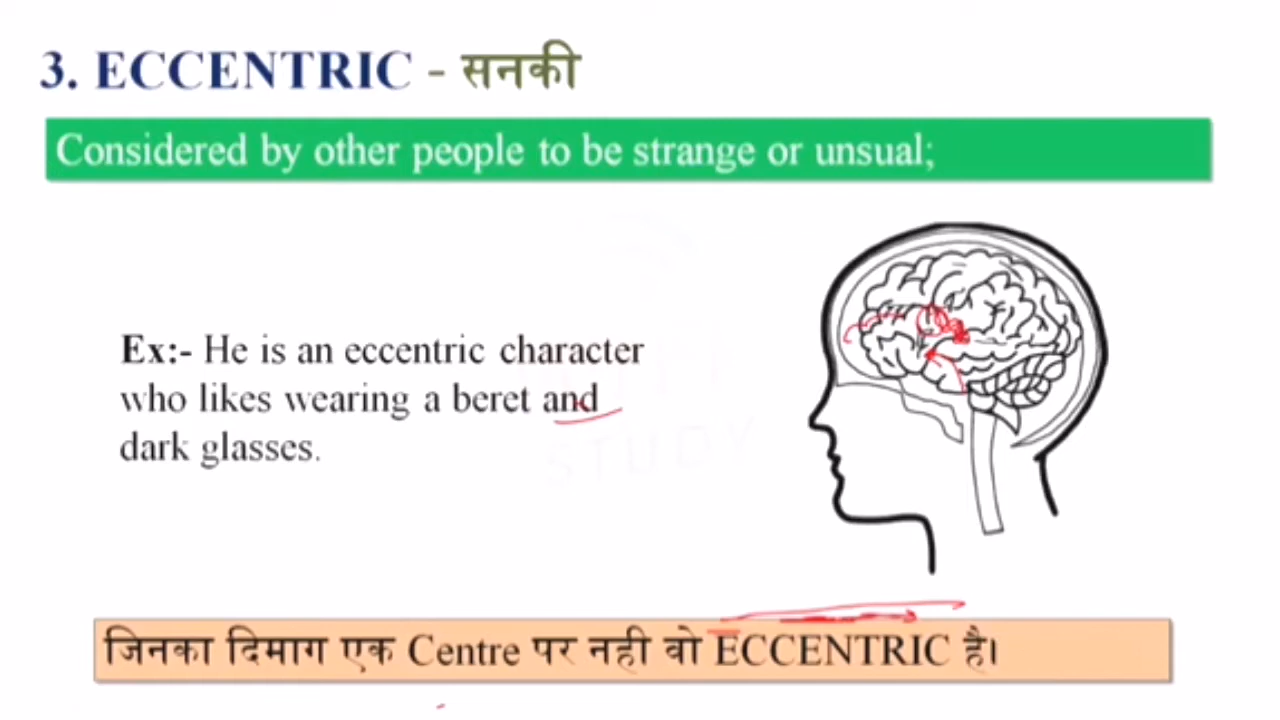 3. ECCENTRIC - सनकी
Considered by other people to be strange or unsual;
Ex:- He is an eccentric character
who likes wearing a beret and
dark glasses.
STUDY
जिनका दिमाग एक Centre पर नही वो ECCENTRIC है।